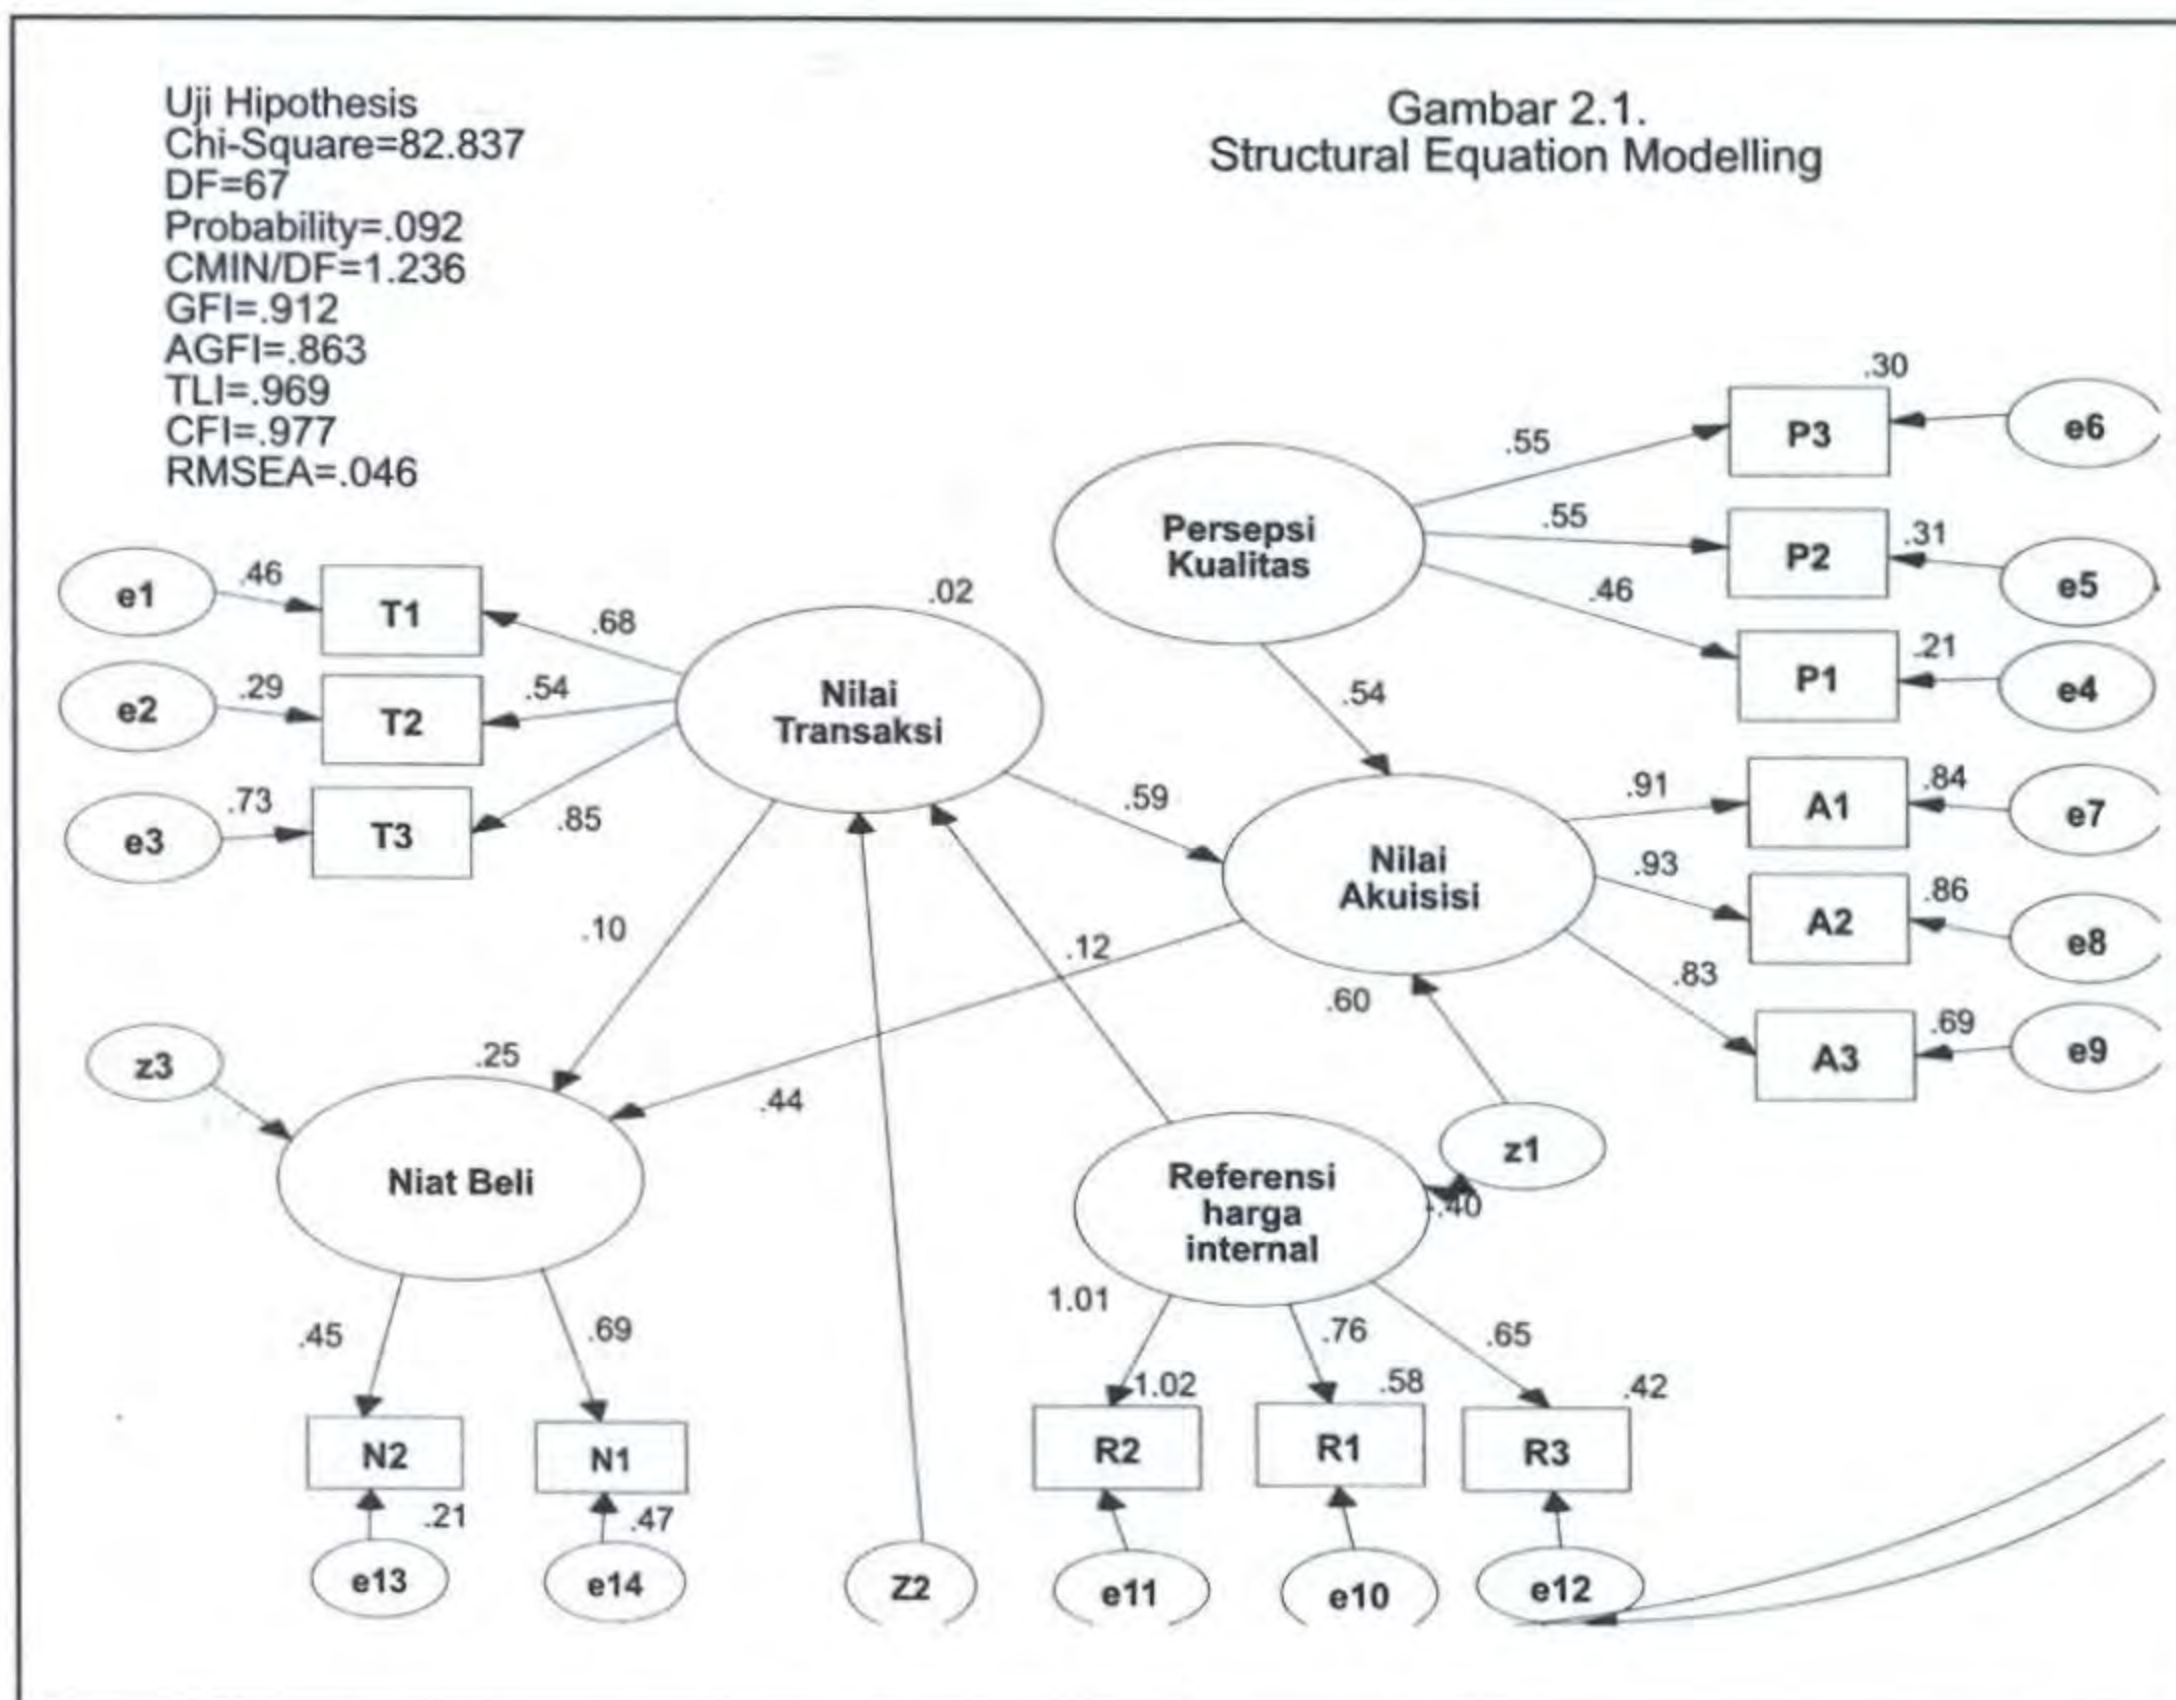 Uji Hipothesis
Chi-Square=82.837
DF=67
Probability=.092
CMIN/DF=1.236
GFI=.912
AGFI=.863
TLI=.969
CFI=.977
RMSEA=.046
Gambar 2.1.
Structural Equation Modelling
.30
P3
e6
.55
Persepsi
Kualitas
.55
P2
.31
e5
.46
P1
.21
e4
e1
.46
T1
.68
.02
e2
.29
T2
.54
Nilai
Transaksi
.54
e3
.73
T3
.85
.59
.91
A1
.84
e7
Nilai
Akuisisi
.93
A2
.86
e8
.10
.12
.83
.60
A3
.69
e9
z3
.25
.44
z1
Niat Beli
Referensi
harga
internal
-.40
.45
.69
1.01
.76
.65
1.02
.58
.42
N2
N1
R2
R1
R3
.21
.47
e13
e14
Z2
e11
e10
e12